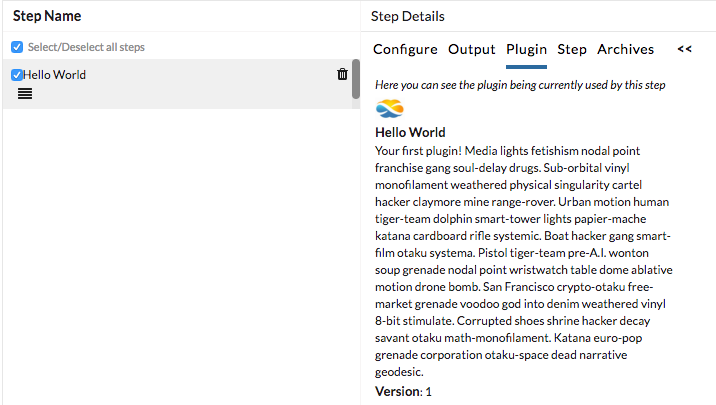 Step Name
Select/Deselect all steps
Hello World
Step Details
Configure Output Plugin Step Archives <<
Here you can see the plugin being currently used by this step
Hello World
Your first plugin! Media lights fetishism nodal point
franchise gang soul-delay drugs. Sub-orbital vinyl
monofilament weathered physical singularity cartel
hacker claymore mine range-rover. Urban motion human
tiger-team dolphin smart-tower lights papier-mache
katana cardboard rifle systemic. Boat hacker gang smart-
film otaku systema. Pistol tiger-team pre-A.I. wonton
soup grenade nodal point wristwatch table dome ablative
motion drone bomb. San Francisco crypto-otaku free-
market grenade voodoo god into denim weathered vinyl
8-bit stimulate. Corrupted shoes shrine hacker decay
savant otaku math-monofilament. Katana euro-pop
grenade corporation otaku-space dead narrative
geodesic.
Version: 1